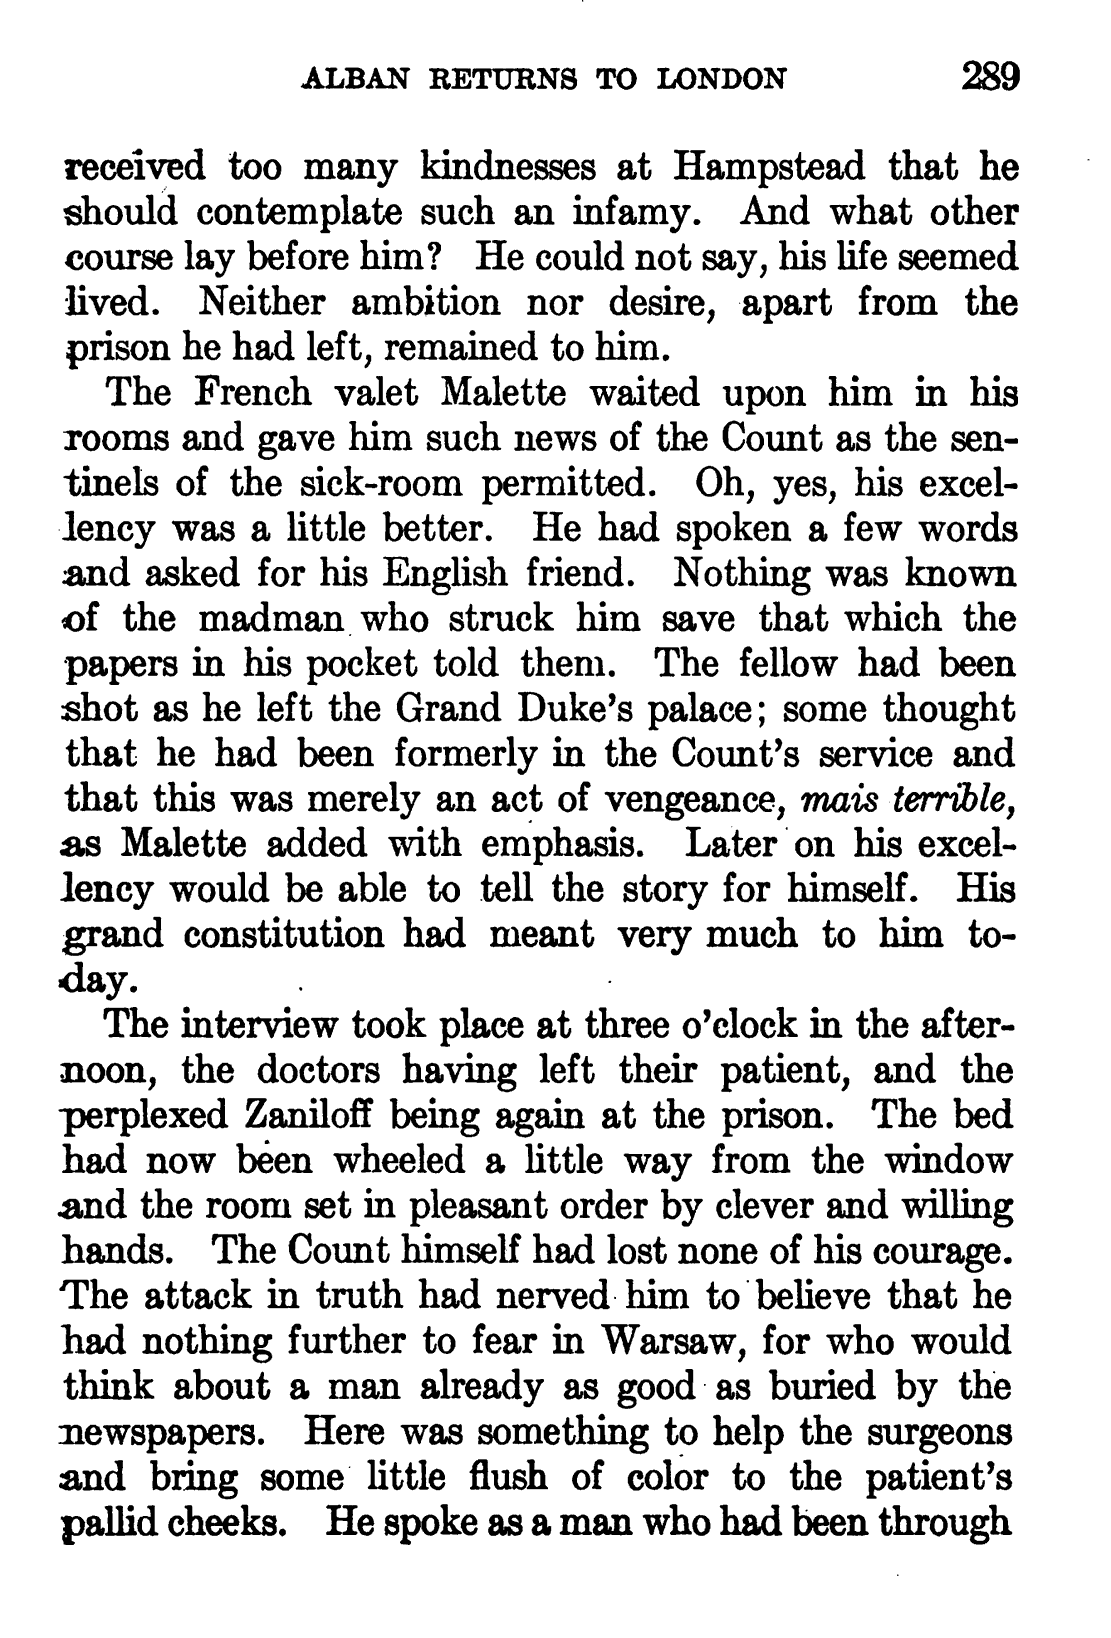 ALBAN RETURNS TO LONDON 289
received too many kindnesses at Hampstead that he
should contemplate such an infamy. And what other
course lay before him? He could not say, his life seemed
lived. Neither ambition nor desire, apart from the
prison he had left, remained to him.
The French valet Malette waited upon him in his
rooms and gave him such news of the Count as the sen-
tinels of the sick-room permitted. Oh, yes, his excel-
lency was a little better. He had spoken a few words
and asked for his English friend. Nothing was known
of the madman who struck him save that which the
papers in his pocket told them. The fellow had been
shot as he left the Grand Duke's palace; some thought
that he had been formerly in the Count's service and
that this was merely an act of vengeance, mais terrible,
as Malette added with emphasis. Later on his excel-
lency would be able to tell the story for himself. His
grand constitution had meant very much to him to-
day.
The interview took place at three o'clock in the after-
noon, the doctors having left their patient, and the
perplexed Zaniloff being again at the prison. The bed
had now been wheeled a little way from the window
and the room set in pleasant order by clever and willing
hands. The Count himself had lost none of his courage.
The attack in truth had nerved him to believe that he
had nothing further to fear in Warsaw, for who would
think about a man already as good as buried by the
newspapers. Here was something to help the surgeons
and bring some little flush of color to the patient's
pallid cheeks. He spoke as a man who had been through